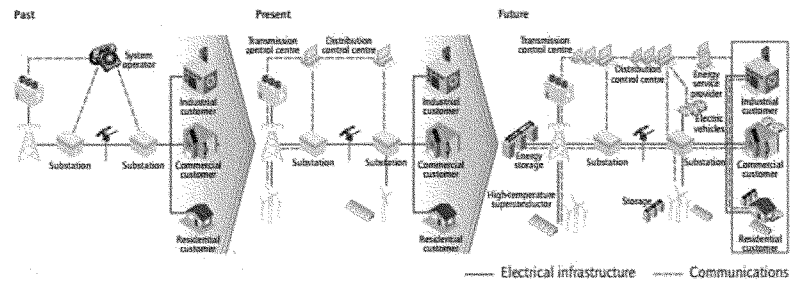 Past
System
operator
Industrial
customer
Substation
Substation
Commercial
customer
Residential
customer
Present
Transmission
control centre
Distribution
control centre
Industrial
customer
Substation
Substation
Commercial
customer
Residential
customer
Future
Transmission
control centre
Distribution
control centre
Energy
service
provider
Industrial
customer
Electric
vehicles
Energy
storage
Substation
Substation
Commercial
customer
High-temperature
superconductor
Storage
Residential
customer
Electrical infrastructure
Communications